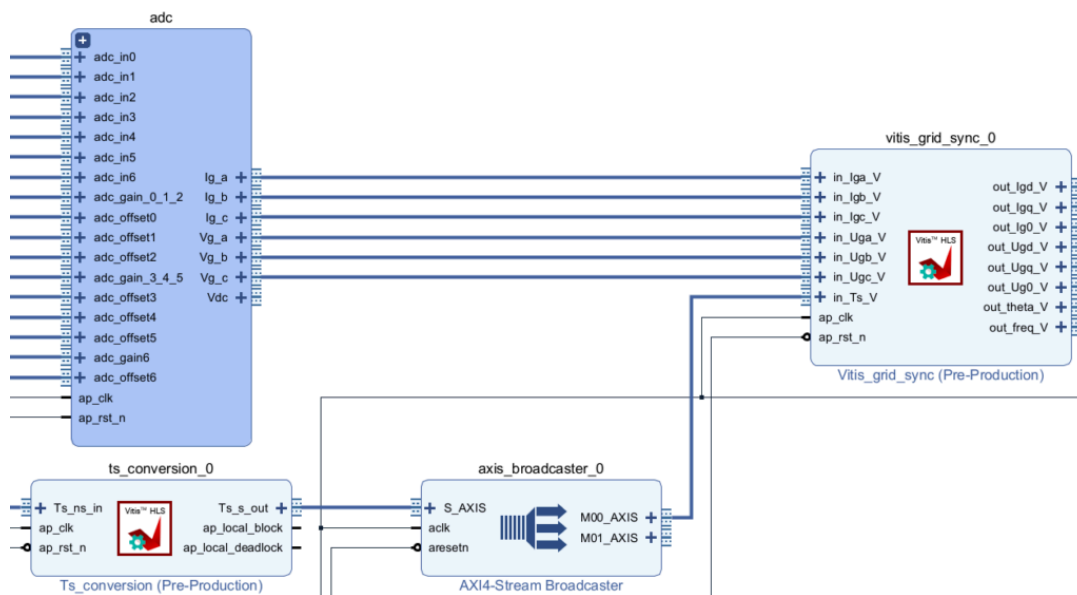 adc
adc_in0
adc_in1
adc_in2
adc_in3
adc_in4
adc_in5
adc_in6
adc_gain_0_1_2
adc_offset0
adc_offset1
adc_offset2
adc_gain_3_4_5
adc_offset3
adc_offset4
adc_offset5
adc_gain6
adc_offset6
ap_clk
ap_rst_n
Ig_a
Ig_b
Ig_c
Vg_a
Vg_b
Vg_c
Vdc
vitis_grid_sync_0
in_Iga_V
in_Igb_V
in_Igc_V
in_Uga_V
in_Ugb_V
in_Ugc_V
in_Ts_V
ap_clk
ap_rst_n
Vitis™ HLS
out_Igd_V
out_Igq_V
out_Ig0_V
out_Ugd_V
out_Ugq_V
out_Ug0_V
out_theta_V
out_freq_V
Vitis_grid_sync (Pre-Production)
ts_conversion_0
Ts_ns_in
ap_clk
ap_rst_n
Vitis™ HLS
Ts_s_out
ap_local_block
ap_local_deadlock
Ts_conversion (Pre-Production)
axis_broadcaster_0
S_AXIS
aclk
aresetn
M00_AXIS
M01_AXIS
AXI4-Stream Broadcaster